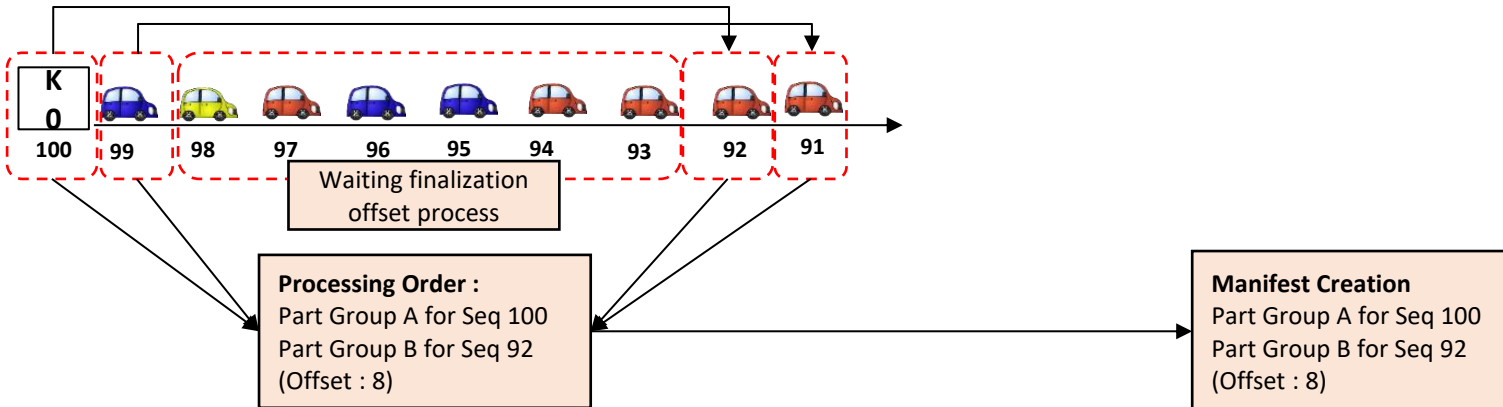 K
0
100 99 98 97 96 95 94 93 92 91
Waiting finalization
offset process
Processing Order :
Part Group A for Seq 100
Part Group B for Seq 92
(Offset : 8)
Manifest Creation
Part Group A for Seq 100
Part Group B for Seq 92
(Offset : 8)